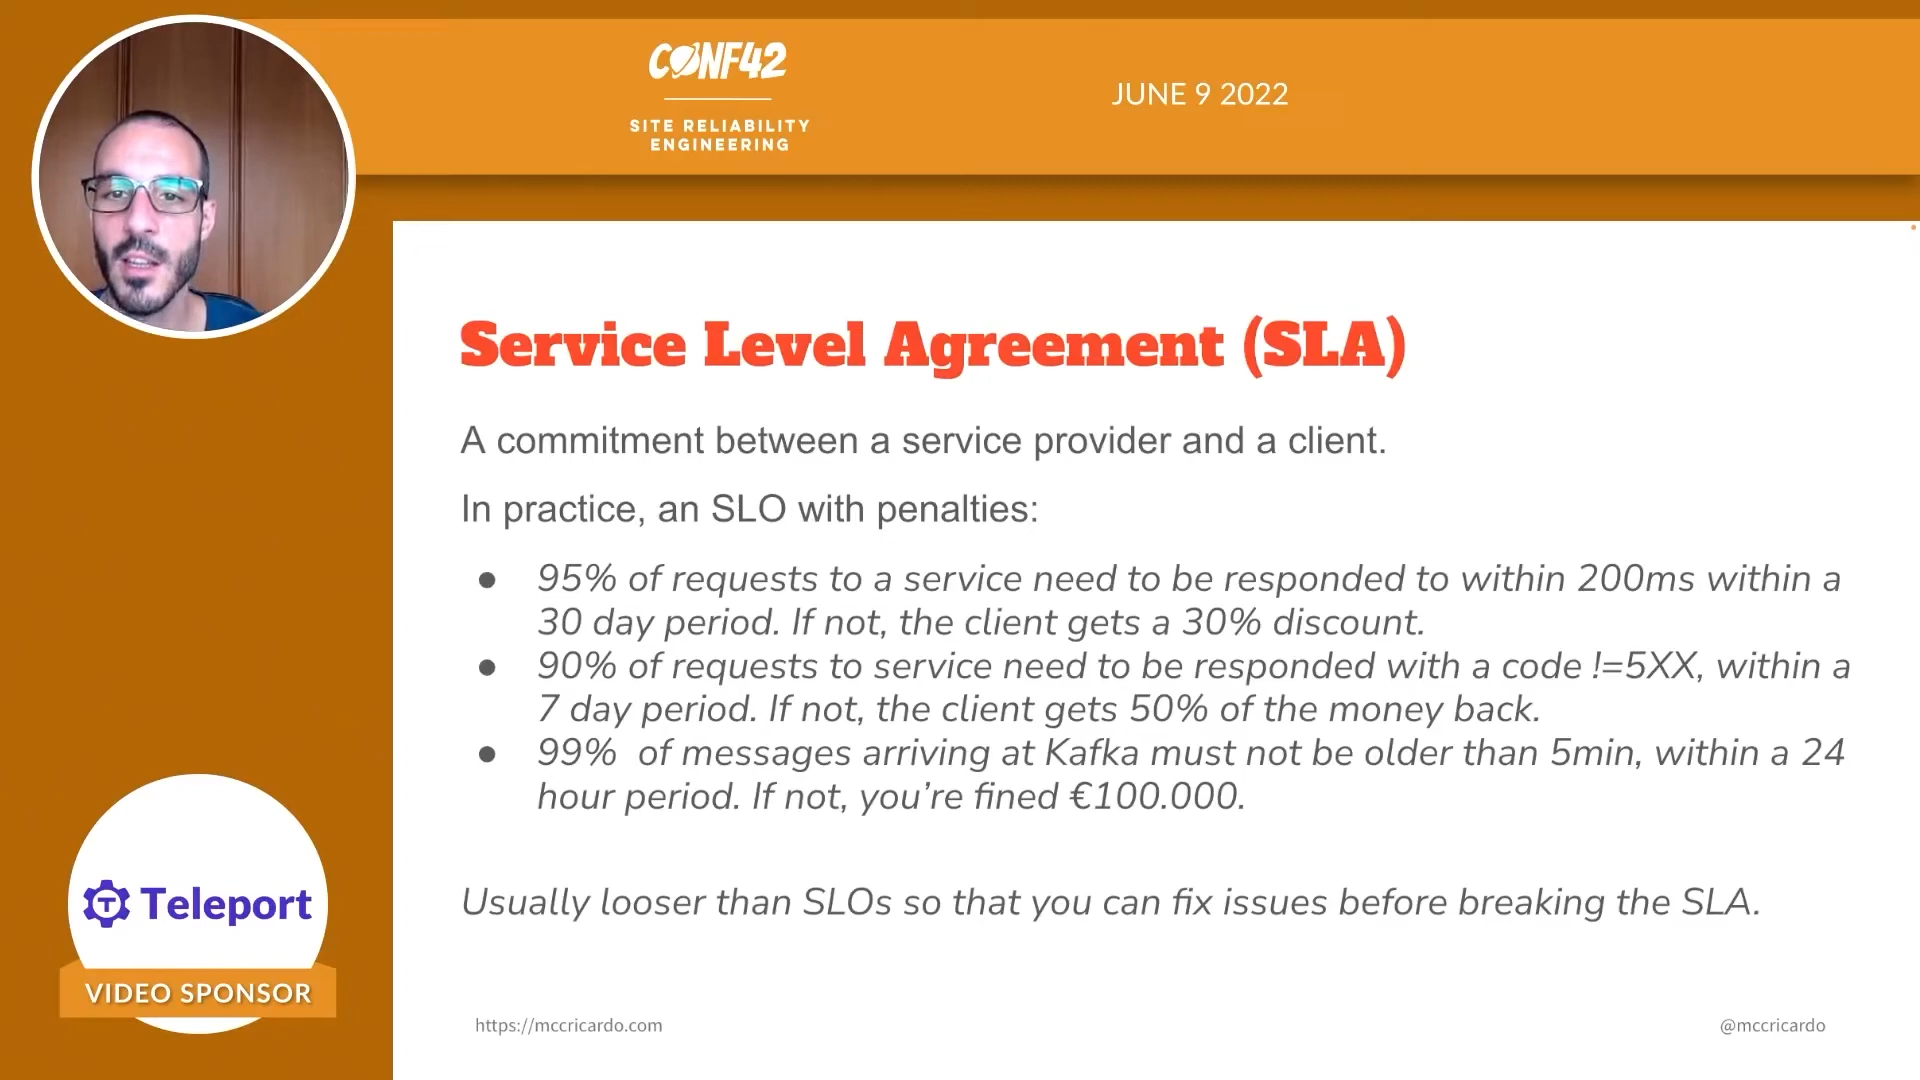 CONF42
SITE RELIABILITY
ENGINEERING
JUNE 9 2022
Service Level Agreement (SLA)
A commitment between a service provider and a client.
In practice, an SLO with penalties:
● 95% of requests to a service need to be responded to within 200ms within a
30 day period. If not, the client gets a 30% discount.
● 90% of requests to service need to be responded with a code !=5XX, within a
7 day period. If not, the client gets 50% of the money back.
● 99% of messages arriving at Kafka must not be older than 5min, within a 24
hour period. If not, you’re fined €100.000.
Usually looser than SLOs so that you can fix issues before breaking the SLA.
Teleport
VIDEO SPONSOR
https://mccricardo.com
@mccricardo